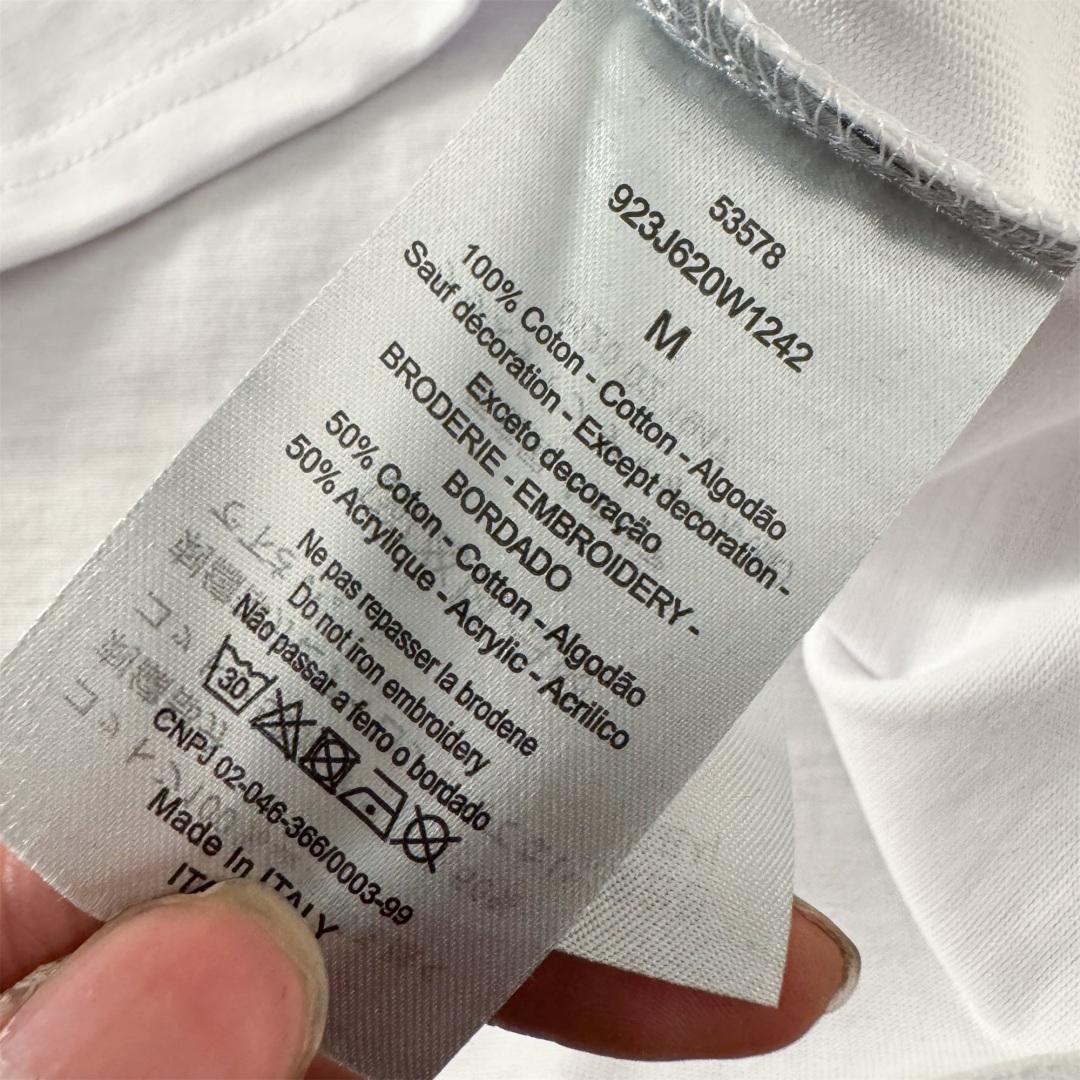 53578
923J620W1242
M
100% Coton - Cotton - Algodão
Sauf décoration - Except decoration -
Exceto decoração
BRODERIE - EMBROIDERY -
BORDADO
50% Coton - Cotton - Algodão
50% Acrylique - Acrylic - Acrilico
Ne pas repasser la brodene
Do not iron embroidery
Não passar a ferro o bordado
30
CNPJ 02-046-366/0003-99
Made In ITALY